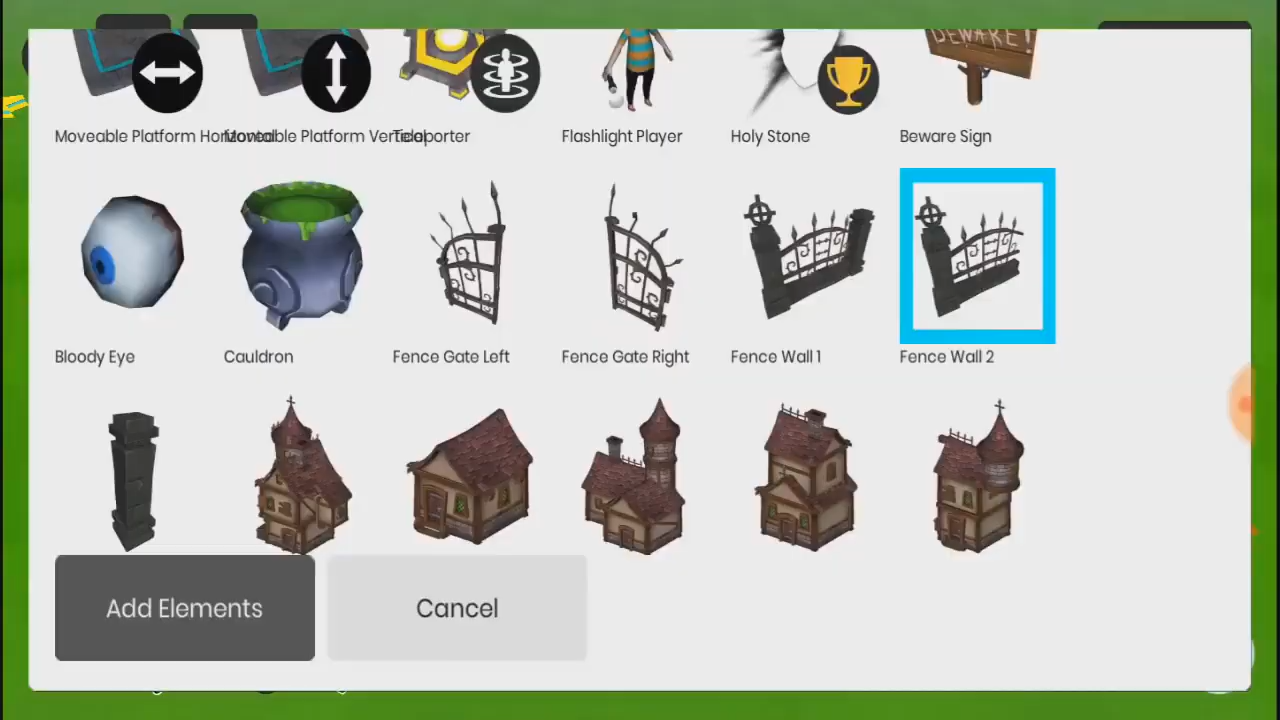 BEWARE!
Moveable Platform Horizontal
Moveable Platform Vertical
Teleporter
Flashlight Player
Holy Stone
Beware Sign
Bloody Eye
Cauldron
Fence Gate Left
Fence Gate Right
Fence Wall 1
Fence Wall 2
Add Elements
Cancel